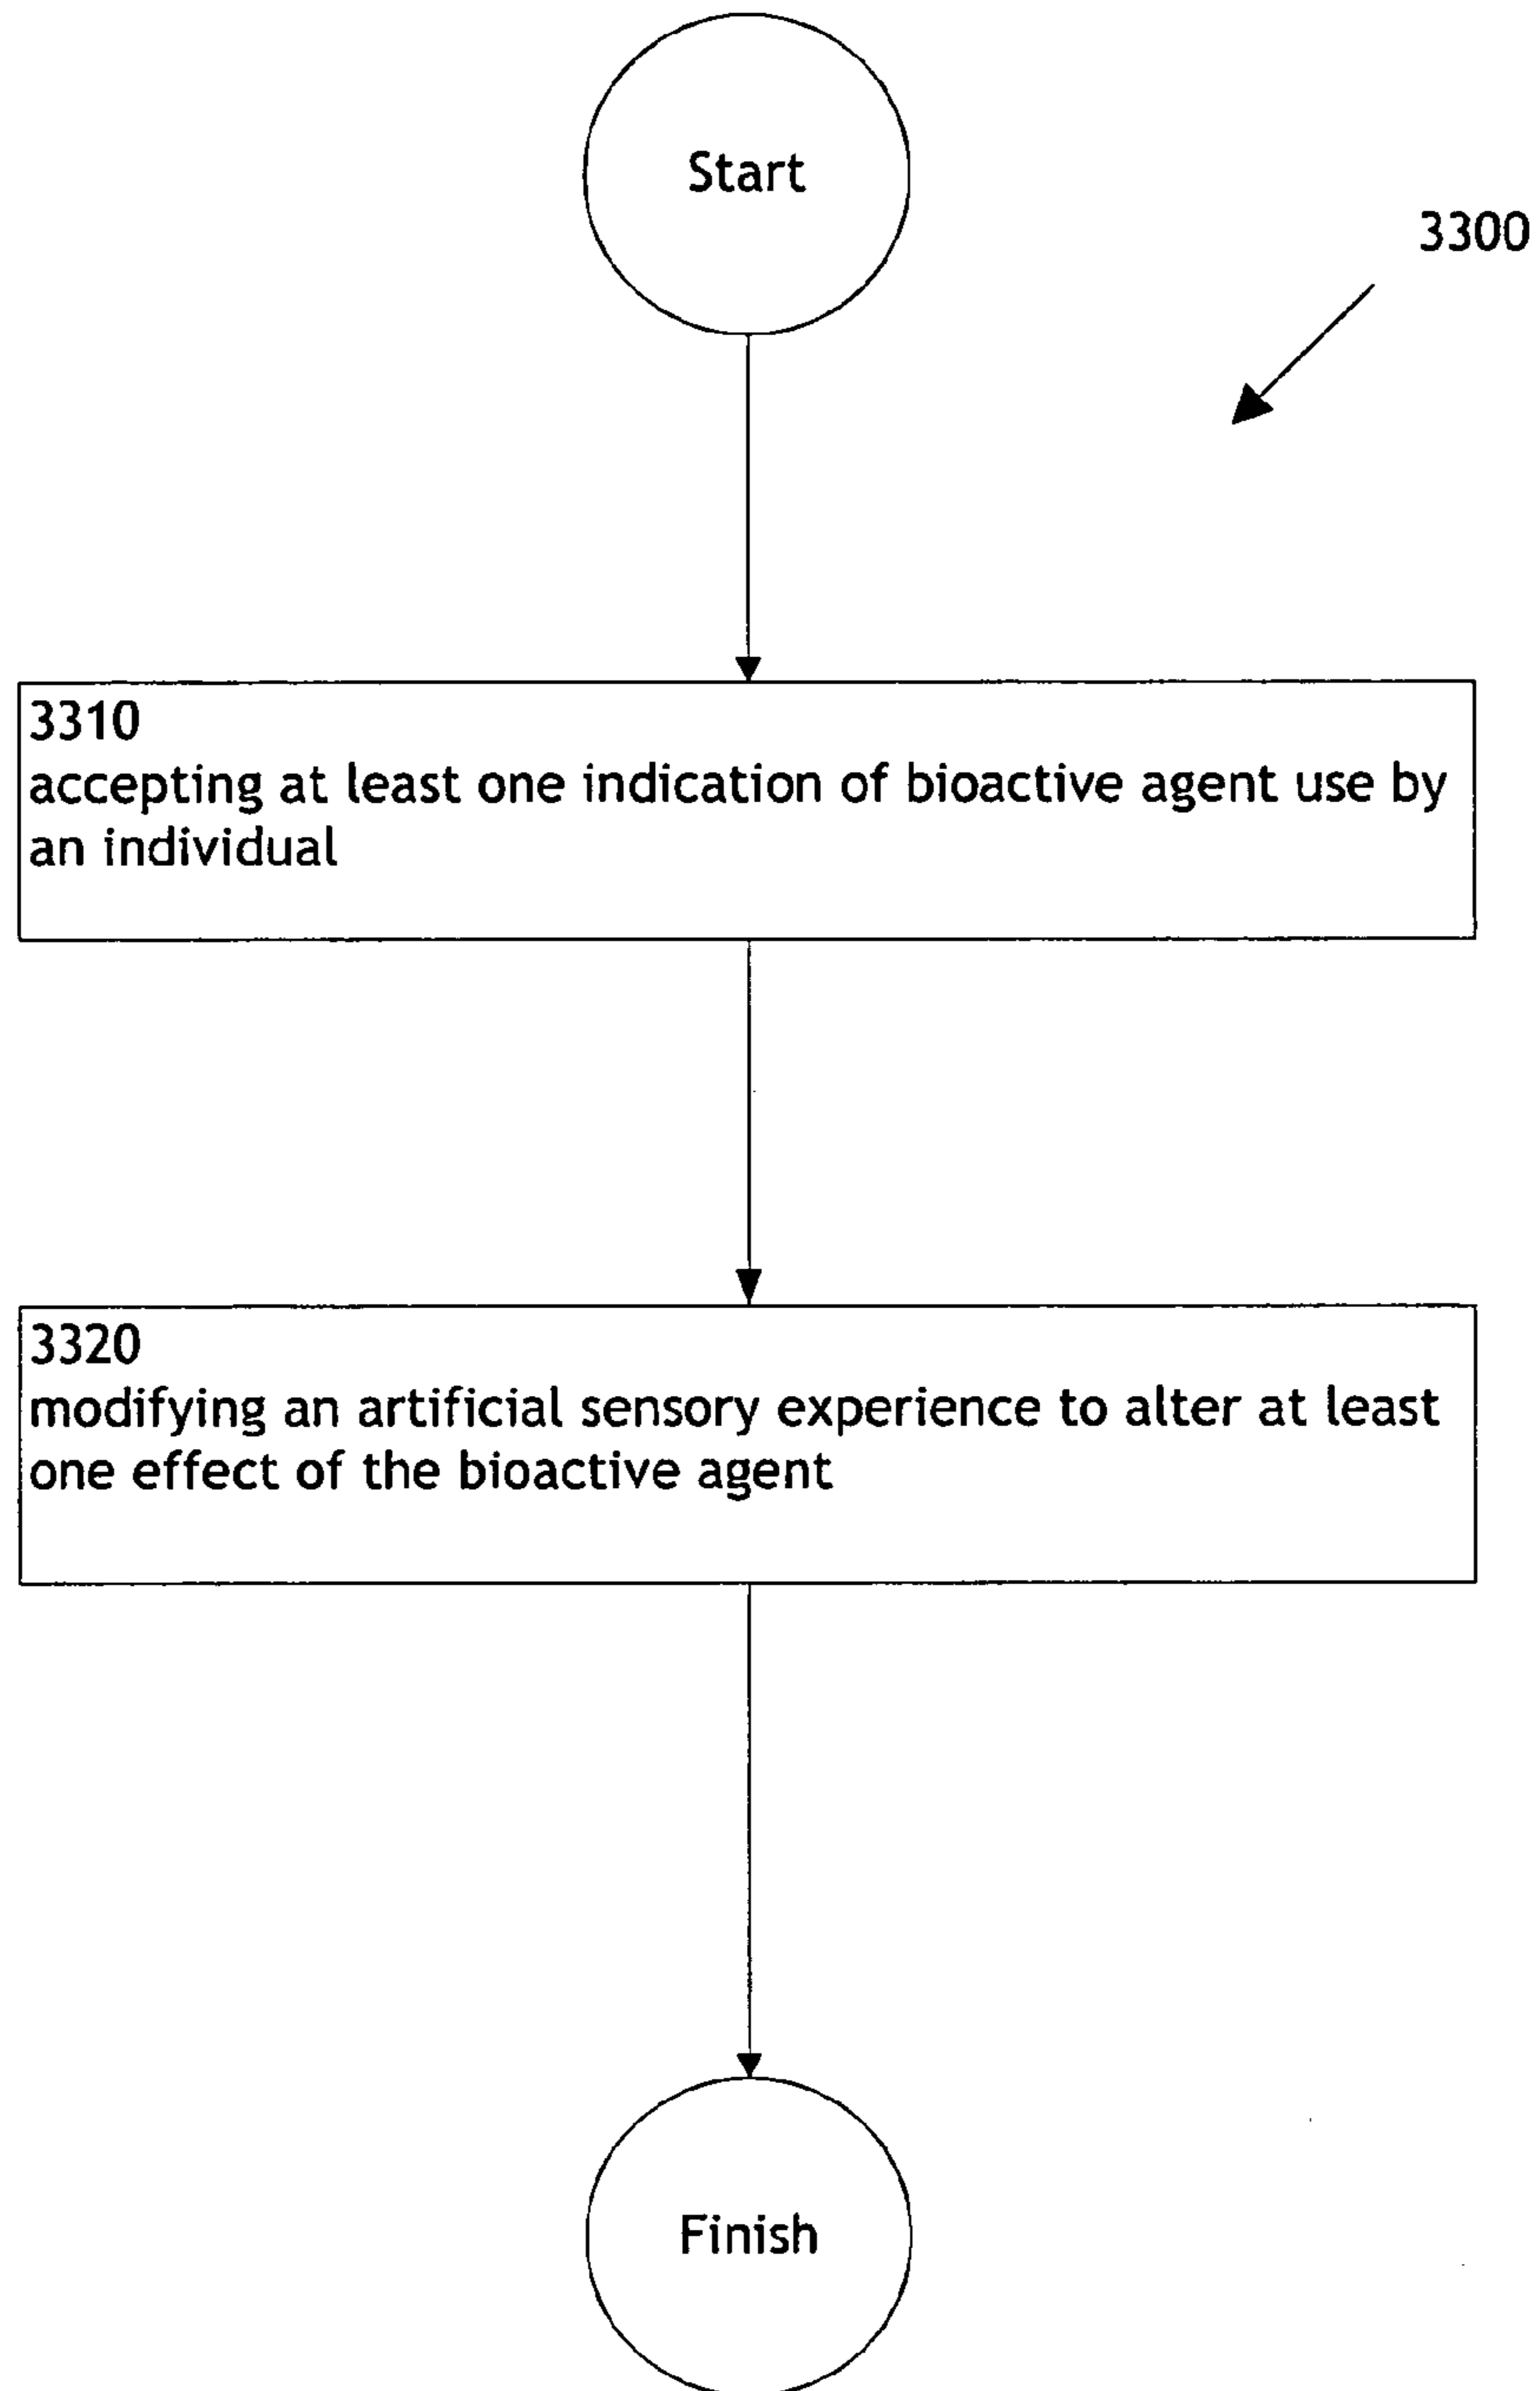 Start
3300
3310
accepting at least one indication of bioactive agent use by
an individual
3320
modifying an artificial sensory experience to alter at least
one effect of the bioactive agent
Finish